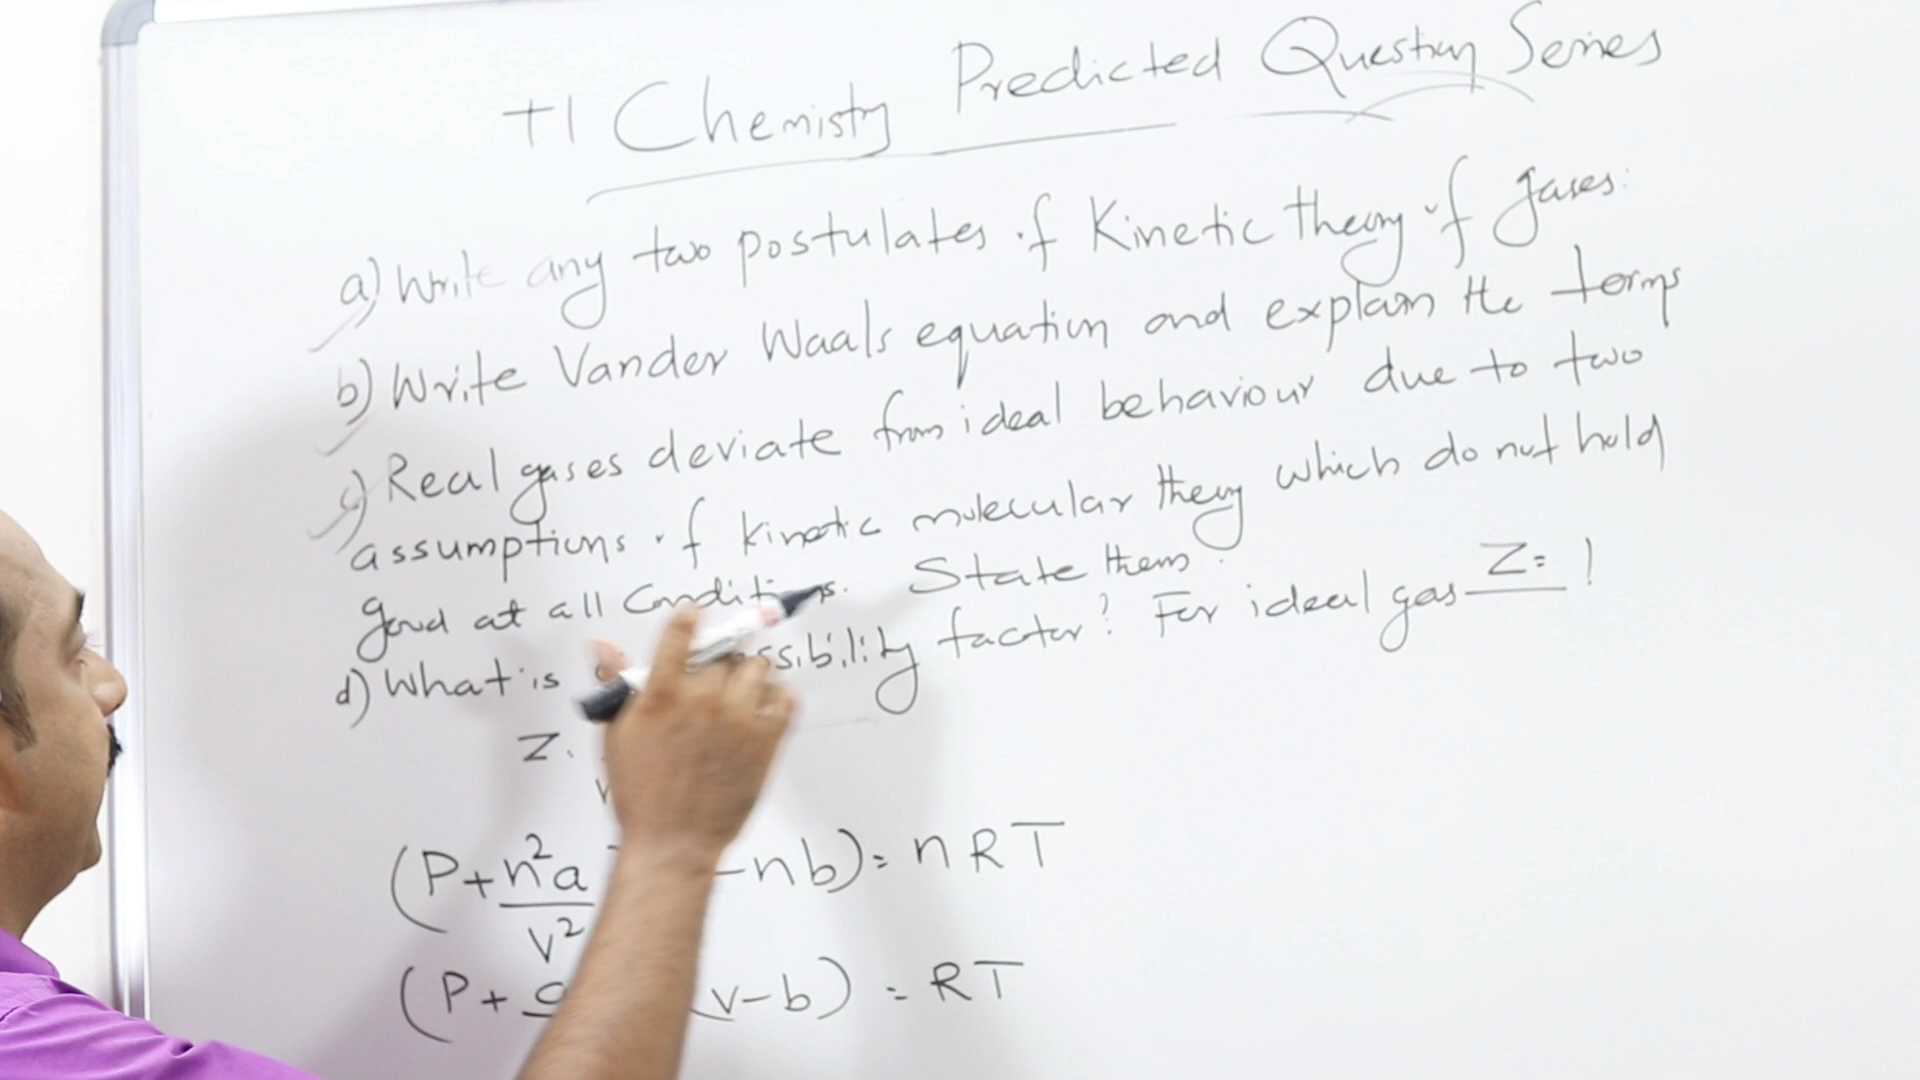 +1 Chemistry Predicted Question Series
a) Write any two postulates of Kinetic theory of gases.
b) Write Vander Waals equation and explain the terms
c) Real gases deviate from ideal behaviour due to two
assumptions of kinetic molecular theory which do not hold
good at all conditions. State them.
d) What is ssibility factor? For ideal gas Z = 1
Z
(P+n²a/V² -nb) = nRT
(P+ (V-b) = RT